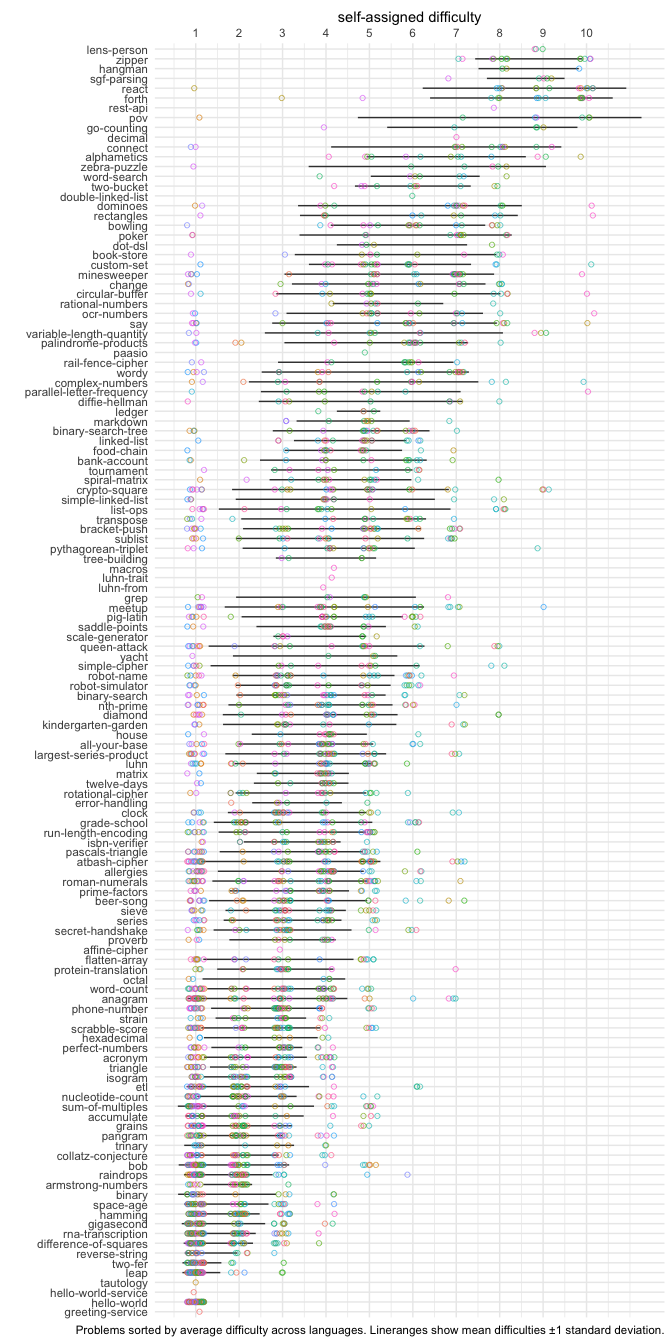 self-assigned difficulty
1 2 3 4 5 6 7 8 9 10
lens-person
zipper
hangman
sgf-parsing
react
forth
rest-api
pov
go-counting
decimal
connect
alphametics
zebra-puzzle
word-search
two-bucket
double-linked-list
dominoes
rectangles
bowling
poker
dot-dsl
book-store
custom-set
minesweeper
change
circular-buffer
rational-numbers
ocr-numbers
say
variable-length-quantity
palindrome-products
paasio
rail-fence-cipher
wordy
complex-numbers
parallel-letter-frequency
diffie-hellman
ledger
markdown
binary-search-tree
linked-list
food-chain
bank-account
tournament
spiral-matrix
crypto-square
simple-linked-list
list-ops
transpose
bracket-push
sublist
pythagorean-triplet
tree-building
macros
luhn-trait
luhn-from
grep
meetup
pig-latin
saddle-points
scale-generator
queen-attack
yacht
simple-cipher
robot-name
robot-simulator
binary-search
nth-prime
diamond
kindergarten-garden
house
all-your-base
largest-series-product
luhn
matrix
twelve-days
rotational-cipher
error-handling
clock
grade-school
run-length-encoding
isbn-verifier
pascals-triangle
atbash-cipher
allergies
roman-numerals
prime-factors
beer-song
sieve
series
secret-handshake
proverb
affine-cipher
flatten-array
protein-translation
octal
word-count
anagram
phone-number
strain
scrabble-score
hexadecimal
perfect-numbers
acronym
triangle
isogram
etl
nucleotide-count
sum-of-multiples
accumulate
grains
pangram
trinary
collatz-conjecture
bob
raindrops
armstrong-numbers
binary
space-age
hamming
gigasecond
rna-transcription
difference-of-squares
reverse-string
two-fer
leap
tautology
hello-world-service
hello-world
greeting-service
Problems sorted by average difficulty across languages. Lineranges show mean difficulties ±1 standard deviation.